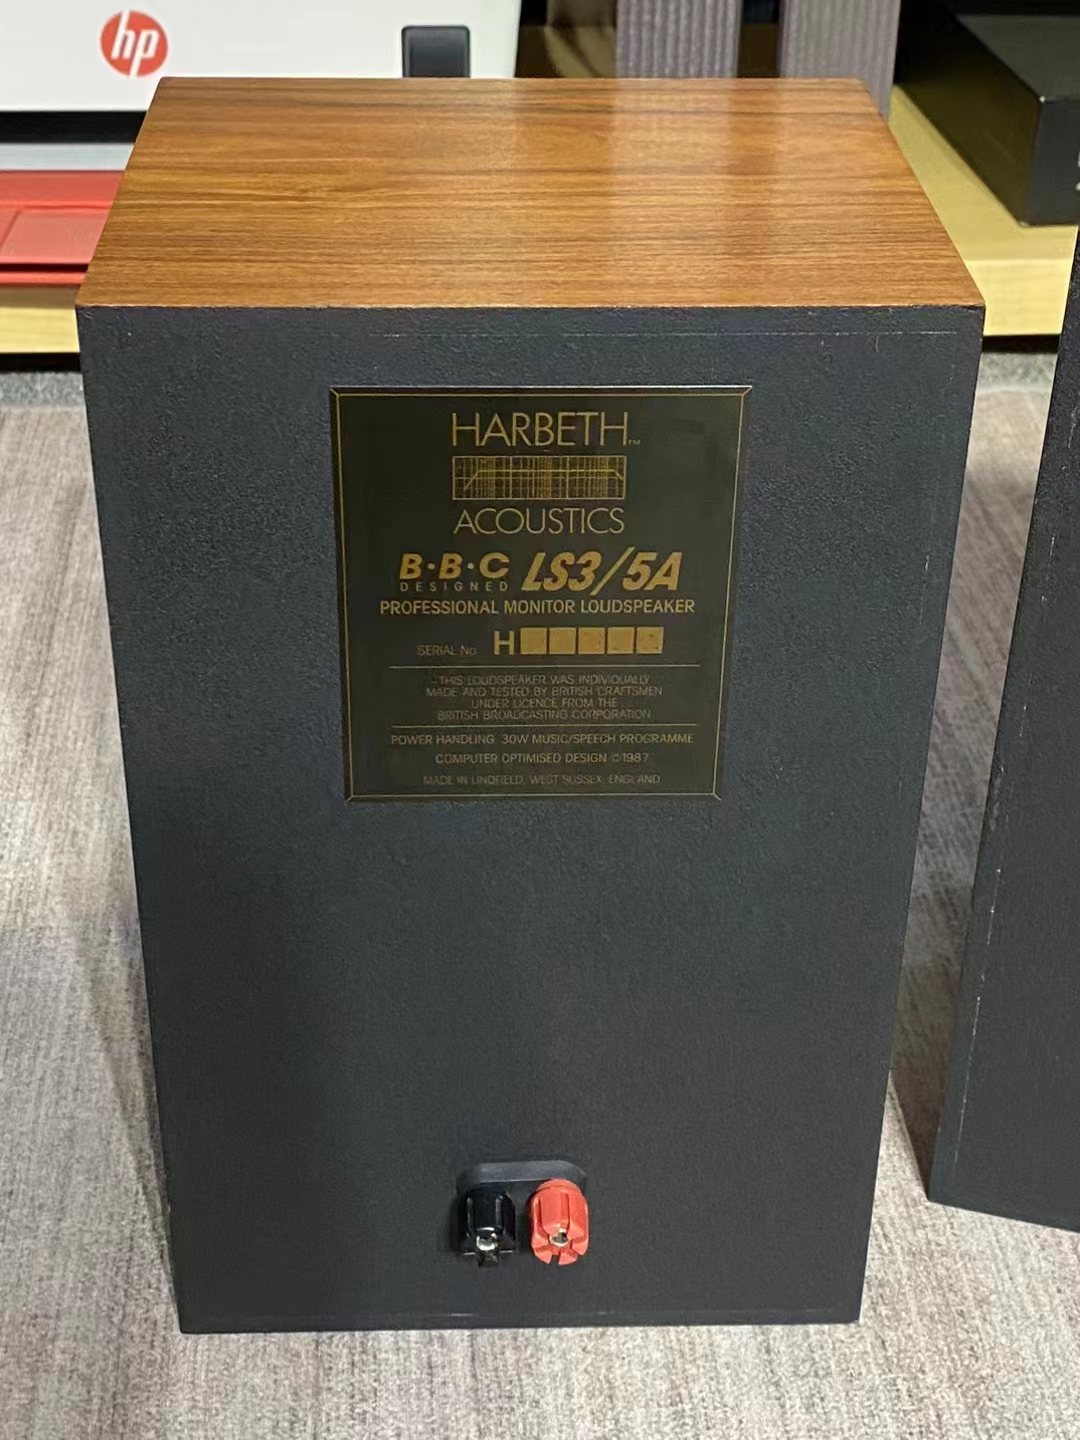 hp
HARBETH™
ACOUSTICS
B·B·C LS3/5A
DESIGNED
PROFESSIONAL MONITOR LOUDSPEAKER
SERIAL No. H
THIS LOUDSPEAKER WAS INDIVIDUALLY
MADE AND TESTED BY BRITISH CRAFTSMEN
UNDER LICENCE FROM THE
BRITISH BROADCASTING CORPORATION
POWER HANDLING. 30W MUSIC/SPEECH PROGRAMME
COMPUTER OPTIMISED DESIGN ©1987
MADE IN LINDFIELD, WEST SUSSEX, ENGLAND